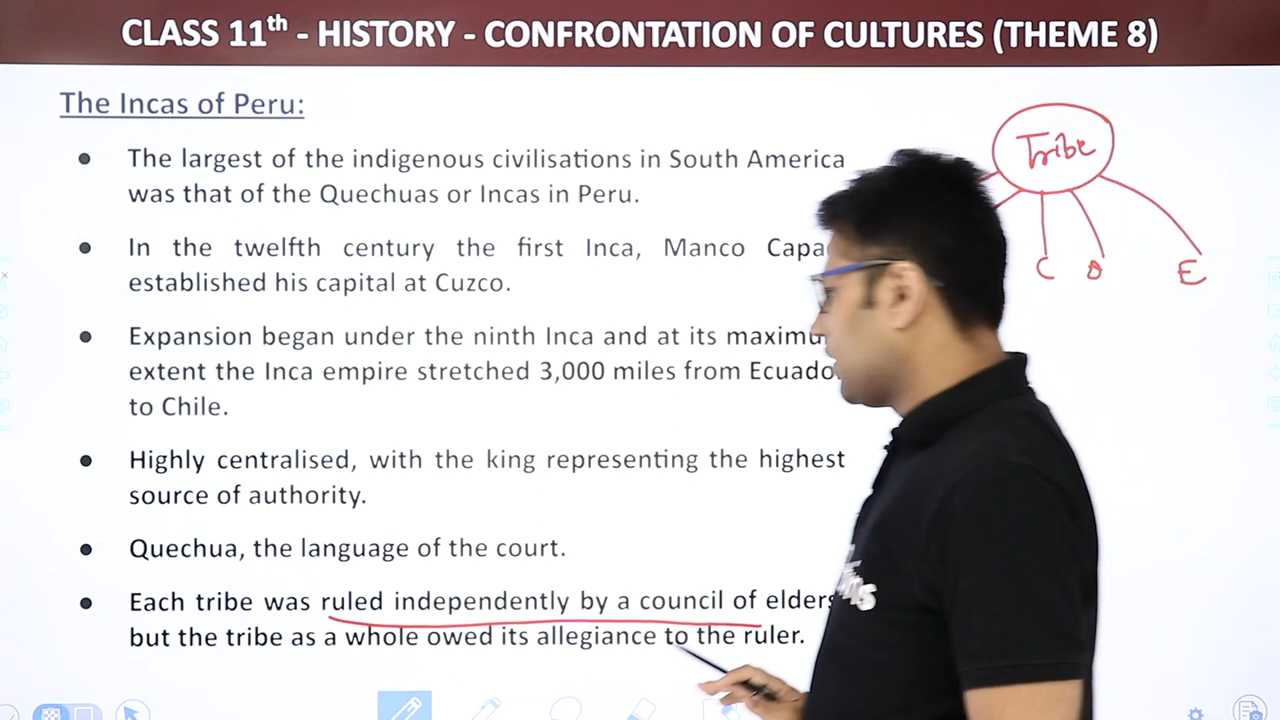 CLASS 11th - HISTORY - CONFRONTATION OF CULTURES (THEME 8)
The Incas of Peru:
Tribe
● The largest of the indigenous civilisations in South America
was that of the Quechuas or Incas in Peru.
● In the twelfth century the first Inca, Manco Capa
established his capital at Cuzco.
C D E
● Expansion began under the ninth Inca and at its maximu
extent the Inca empire stretched 3,000 miles from Ecuado
to Chile.
● Highly centralised, with the king representing the highest
source of authority.
● Quechua, the language of the court.
● Each tribe was ruled independently by a council of elders
but the tribe as a whole owed its allegiance to the ruler.